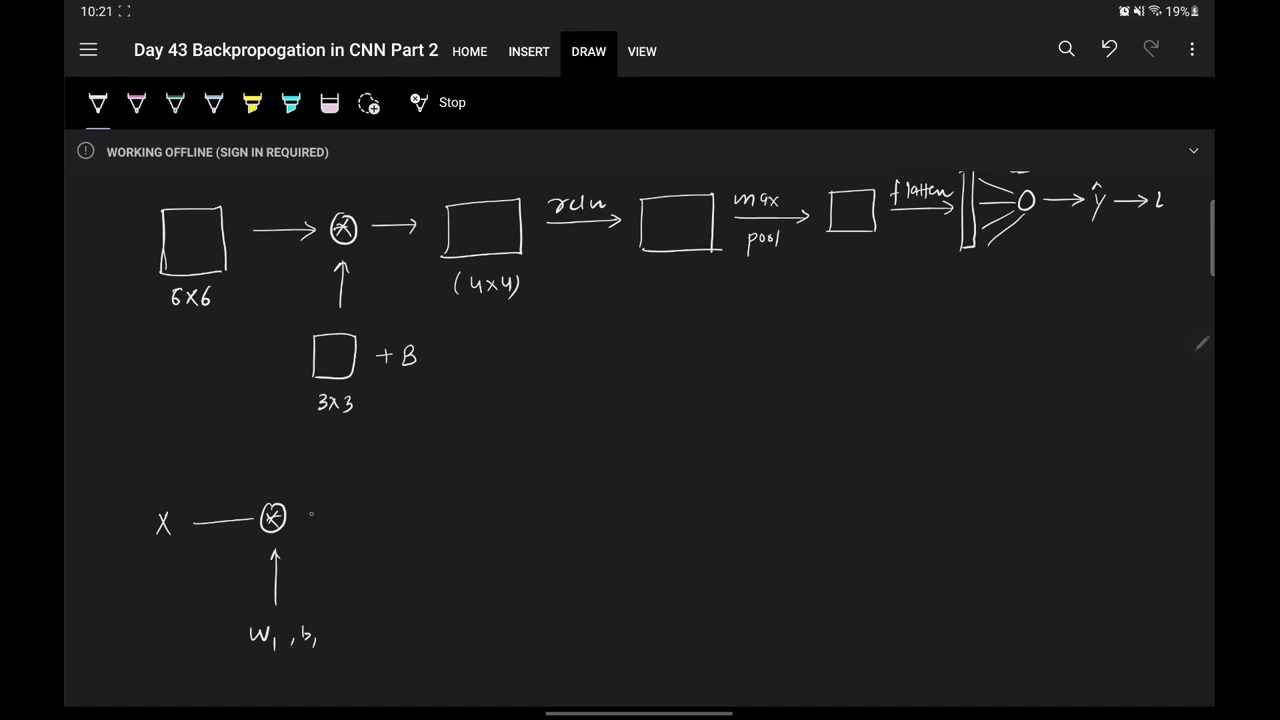 10:21 19%
Day 43 Backpropogation in CNN Part 2 HOME INSERT DRAW VIEW
Stop
WORKING OFFLINE (SIGN IN REQUIRED)
relu max pool flatten ŷ L
6x6 (4x4)
+ B
3x3
X
W₁, b₁